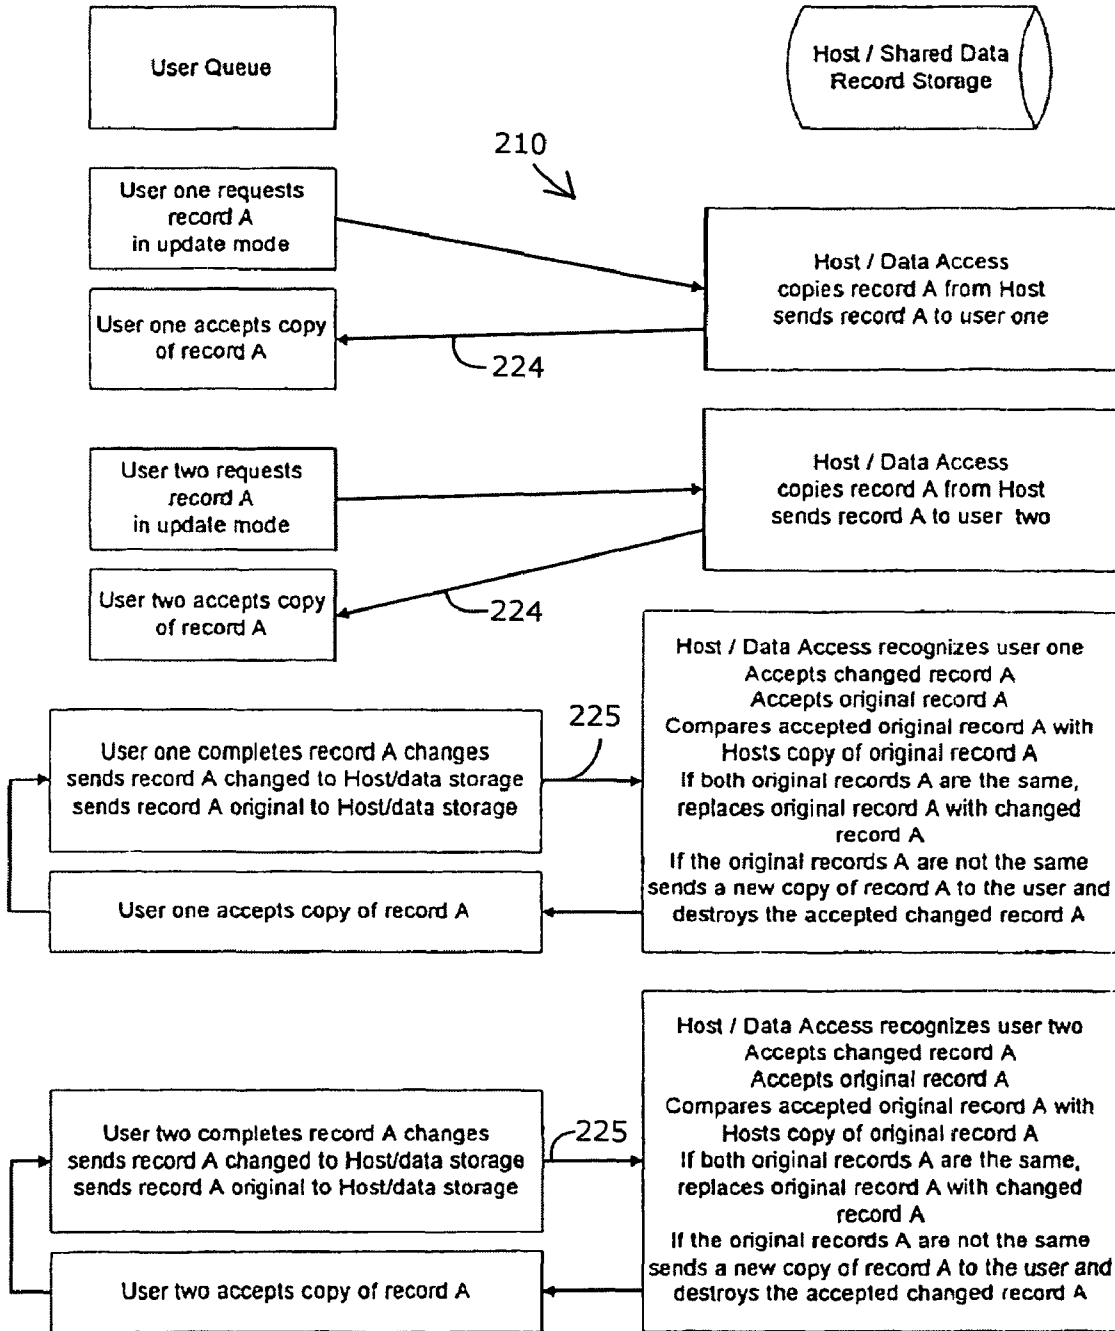 User Queue
Host / Shared Data
Record Storage
210
User one requests
record A
in update mode
Host / Data Access
copies record A from Host
sends record A to user one
User one accepts copy
of record A
224
User two requests
record A
in update mode
Host / Data Access
copies record A from Host
sends record A to user two
User two accepts copy
of record A
224
Host / Data Access recognizes user one
Accepts changed record A
Accepts original record A
Compares accepted original record A with
Hosts copy of original record A
If both original records A are the same,
replaces original record A with changed
record A
If the original records A are not the same
sends a new copy of record A to the user and
destroys the accepted changed record A
225
User one completes record A changes
sends record A changed to Host/data storage
sends record A original to Host/data storage
User one accepts copy of record A
Host / Data Access recognizes user two
Accepts changed record A
Accepts original record A
Compares accepted original record A with
Hosts copy of original record A
If both original records A are the same,
replaces original record A with changed
record A
If the original records A are not the same
sends a new copy of record A to the user and
destroys the accepted changed record A
225
User two completes record A changes
sends record A changed to Host/data storage
sends record A original to Host/data storage
User two accepts copy of record A